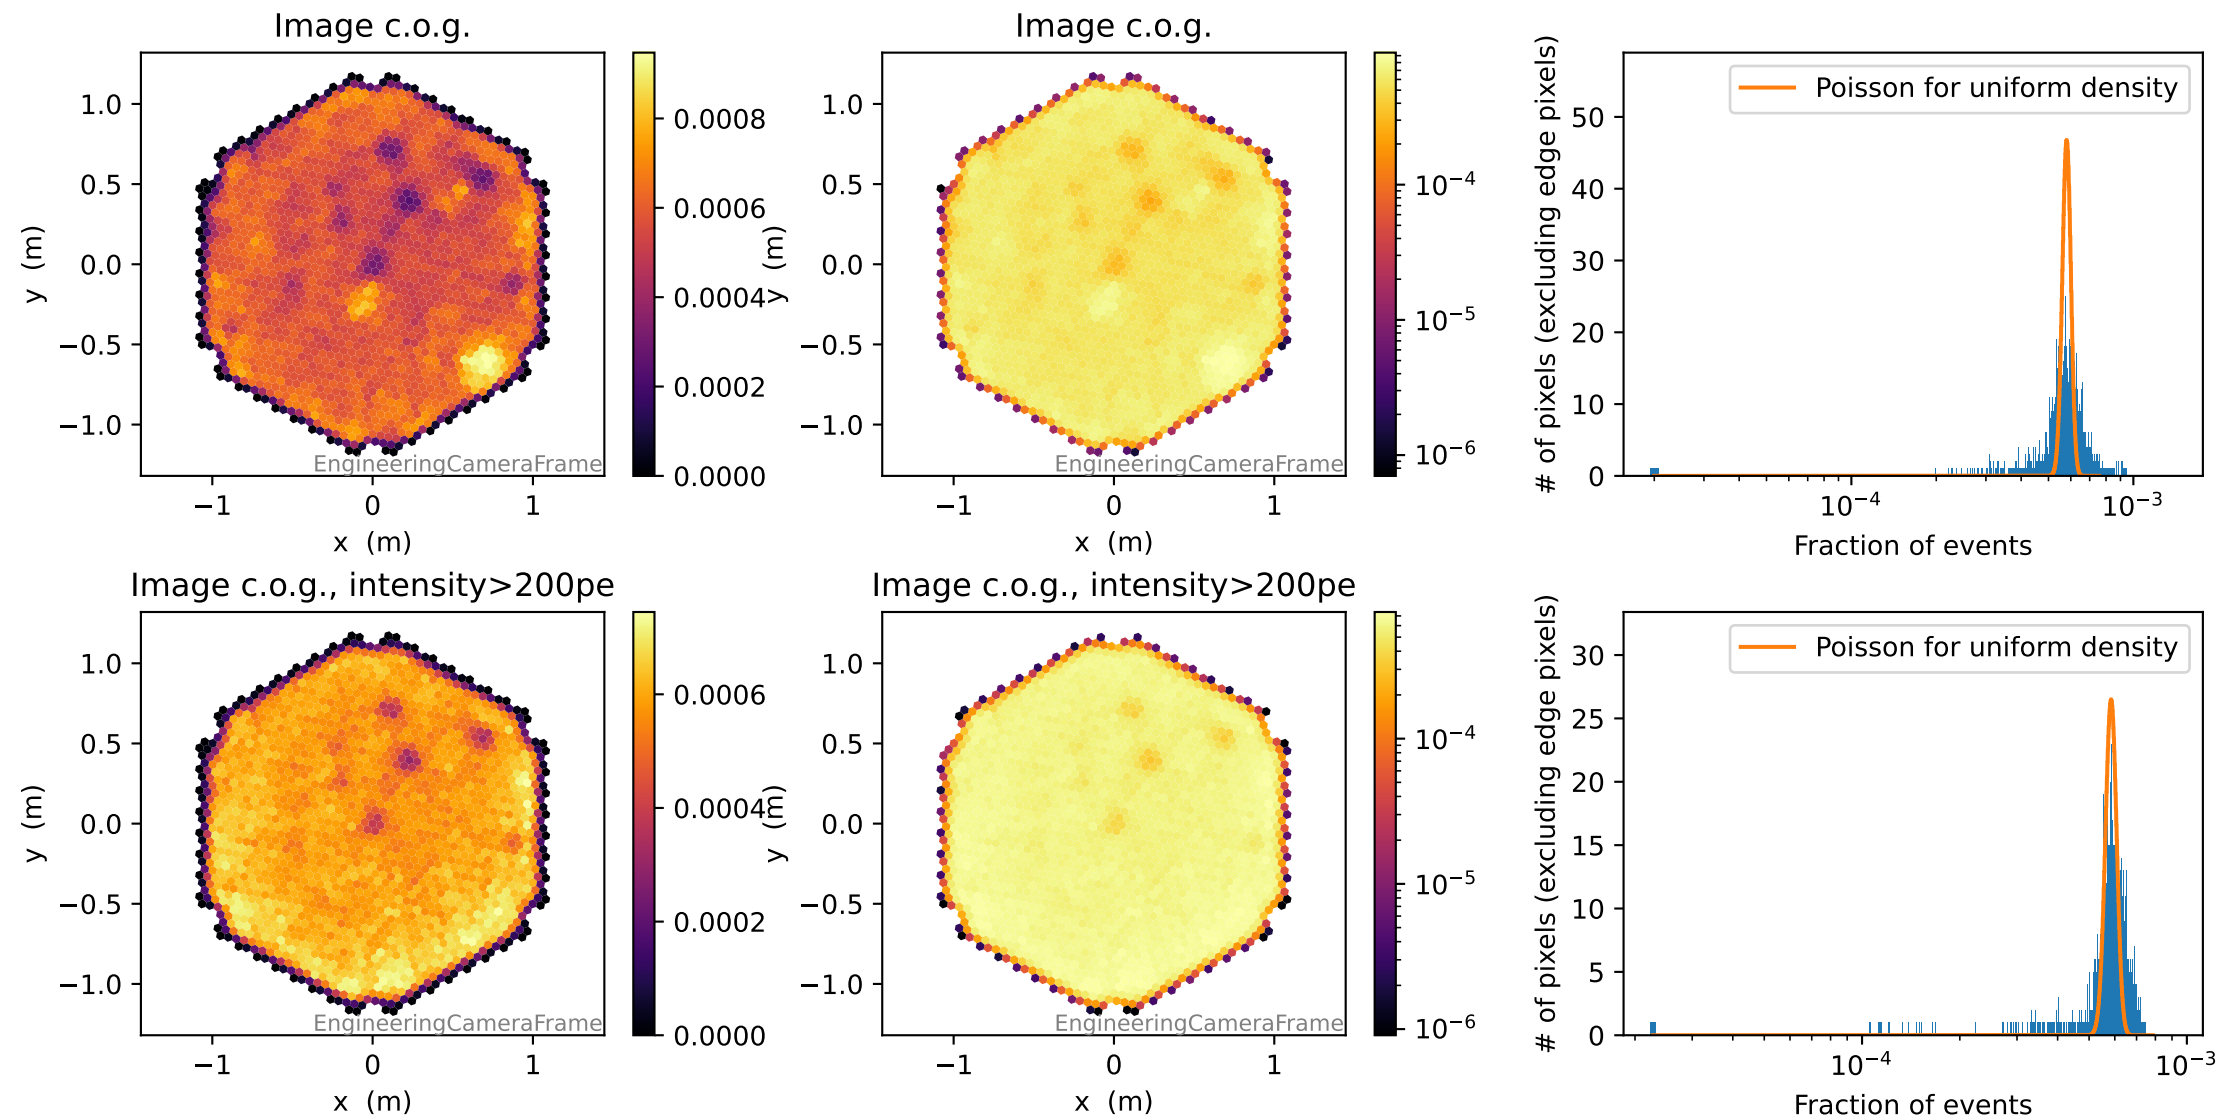 Image c.o.g.
y (m)
1.0
0.5
0.0
−0.5
−1.0
−1
0
1
x (m)
EngineeringCameraFrame
0.0008
0.0006
0.0004
0.0002
0.0000
Image c.o.g.
y (m)
1.0
0.5
0.0
−0.5
−1.0
−1
0
1
x (m)
EngineeringCameraFrame
10⁻⁴
10⁻⁵
10⁻⁶
Poisson for uniform density
# of pixels (excluding edge pixels)
50
40
30
20
10
0
10⁻⁴
10⁻³
Fraction of events
Image c.o.g., intensity>200pe
y (m)
1.0
0.5
0.0
−0.5
−1.0
−1
0
1
x (m)
EngineeringCameraFrame
0.0006
0.0004
0.0002
0.0000
Image c.o.g., intensity>200pe
y (m)
1.0
0.5
0.0
−0.5
−1.0
−1
0
1
x (m)
EngineeringCameraFrame
10⁻⁴
10⁻⁵
10⁻⁶
Poisson for uniform density
# of pixels (excluding edge pixels)
30
25
20
15
10
5
0
10⁻⁴
10⁻³
Fraction of events